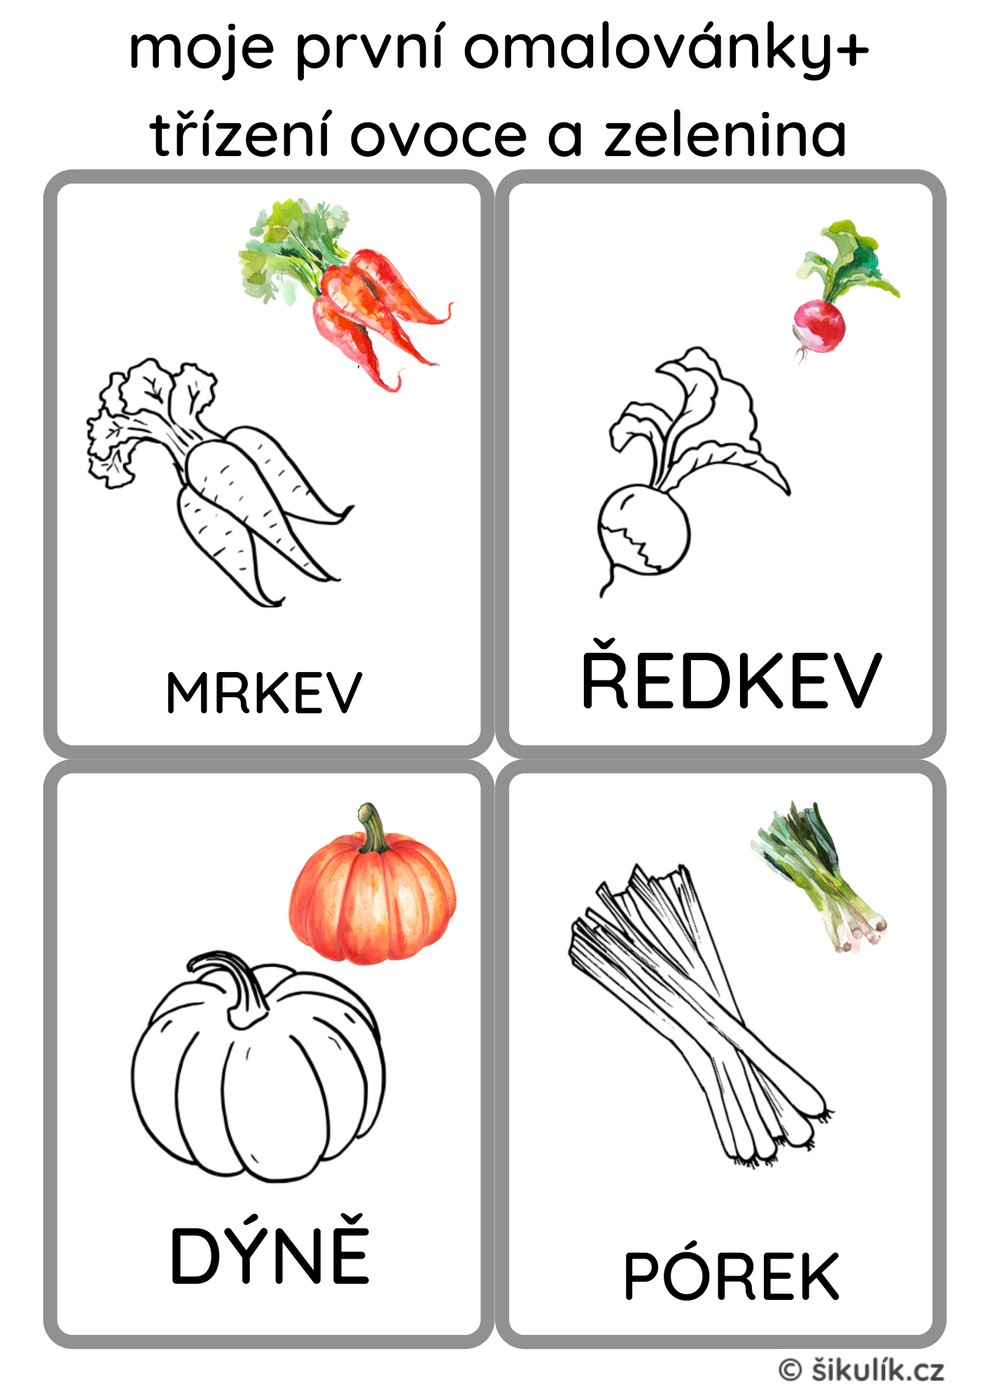 moje první omalovánky+
třízení ovoce a zelenina
MRKEV
ŘEDKEV
DÝNĚ
PÓREK
© šikulík.cz